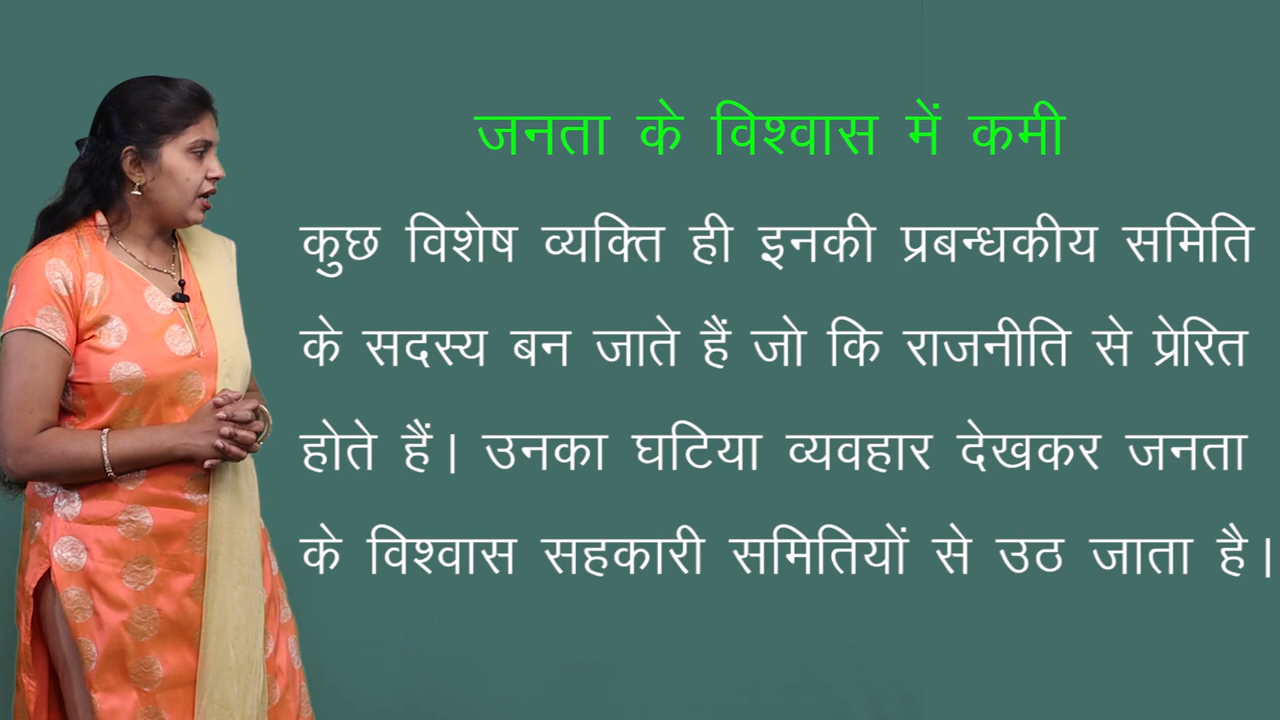 जनता के विश्वास में कमी
कुछ विशेष व्यक्ति ही इनकी प्रबन्धकीय समिति
के सदस्य बन जाते हैं जो कि राजनीति से प्रेरित
होते हैं। उनका घटिया व्यवहार देखकर जनता
के विश्वास सहकारी समितियों से उठ जाता है।